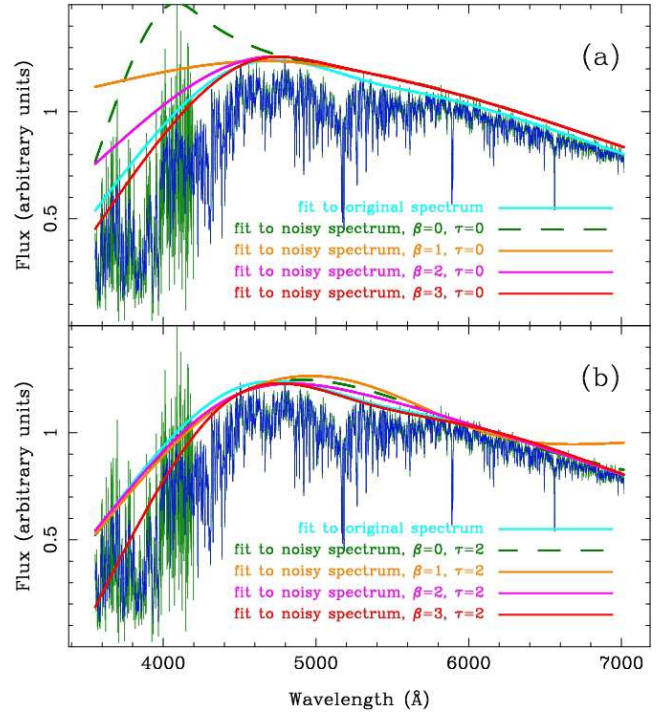 (a)
1
0.5
Flux (arbitrary units)
fit to original spectrum
fit to noisy spectrum, β=0, τ=0
fit to noisy spectrum, β=1, τ=0
fit to noisy spectrum, β=2, τ=0
fit to noisy spectrum, β=3, τ=0
(b)
1
0.5
Flux (arbitrary units)
fit to original spectrum
fit to noisy spectrum, β=0, τ=2
fit to noisy spectrum, β=1, τ=2
fit to noisy spectrum, β=2, τ=2
fit to noisy spectrum, β=3, τ=2
4000 5000 6000 7000
Wavelength (Å)